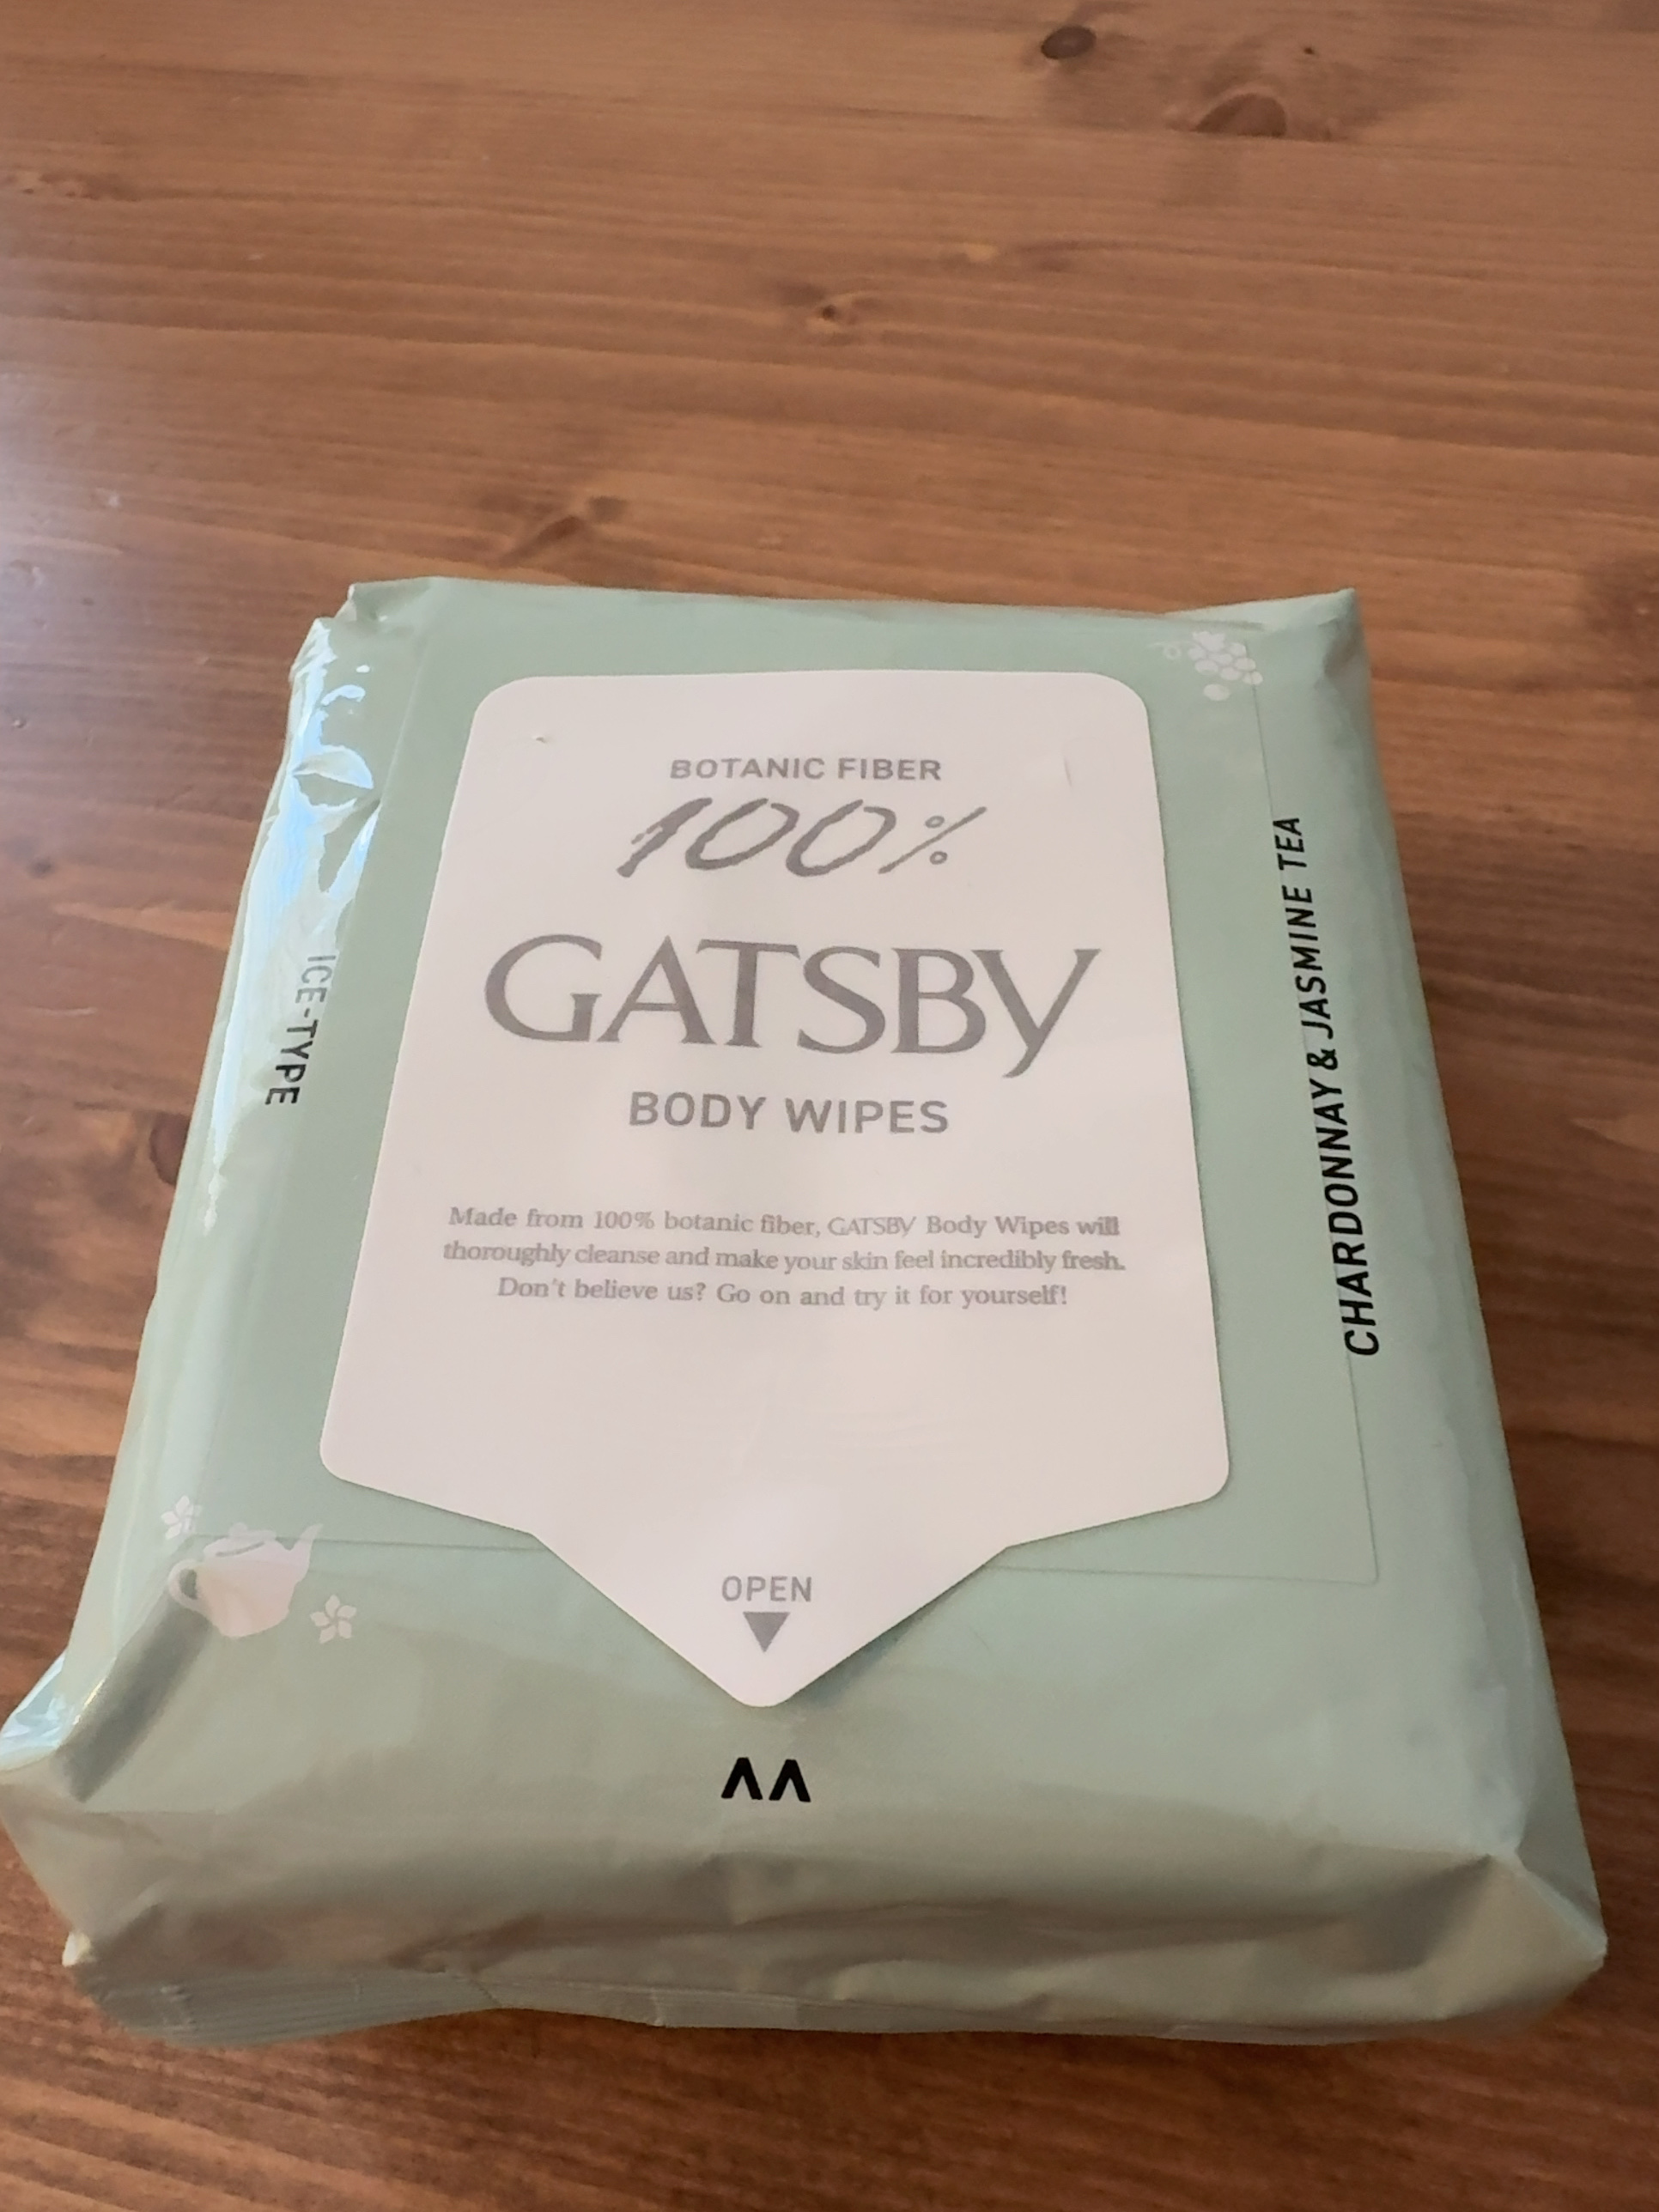 BOTANIC FIBER
100%
GATSBY
BODY WIPES
Made from 100% botanic fiber, GATSBY Body Wipes will
thoroughly cleanse and make your skin feel incredibly fresh.
Don't believe us? Go on and try it for yourself!
OPEN
ICE-TYPE
CHARDONNAY & JASMINE TEA